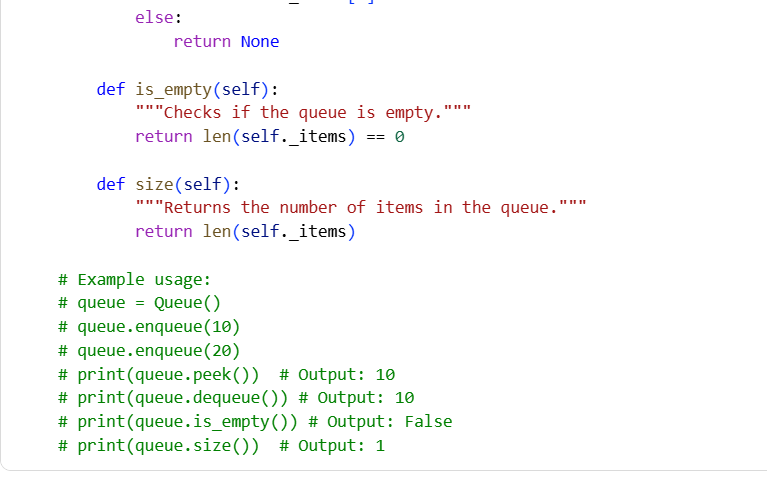 else:
return None
def is_empty(self):
"""Checks if the queue is empty."""
return len(self._items) == 0
def size(self):
"""Returns the number of items in the queue."""
return len(self._items)
# Example usage:
# queue = Queue()
# queue.enqueue(10)
# queue.enqueue(20)
# print(queue.peek())  # Output: 10
# print(queue.dequeue()) # Output: 10
# print(queue.is_empty()) # Output: False
# print(queue.size())  # Output: 1